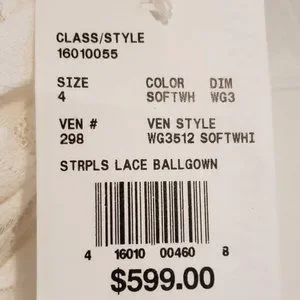 CLASS/STYLE
16010055
SIZE COLOR DIM
4 SOFTWH WG3
VEN # VEN STYLE
298 WG3512 SOFTWHI
STRPLS LACE BALLGOWN
4 16010 00460 8
$599.00